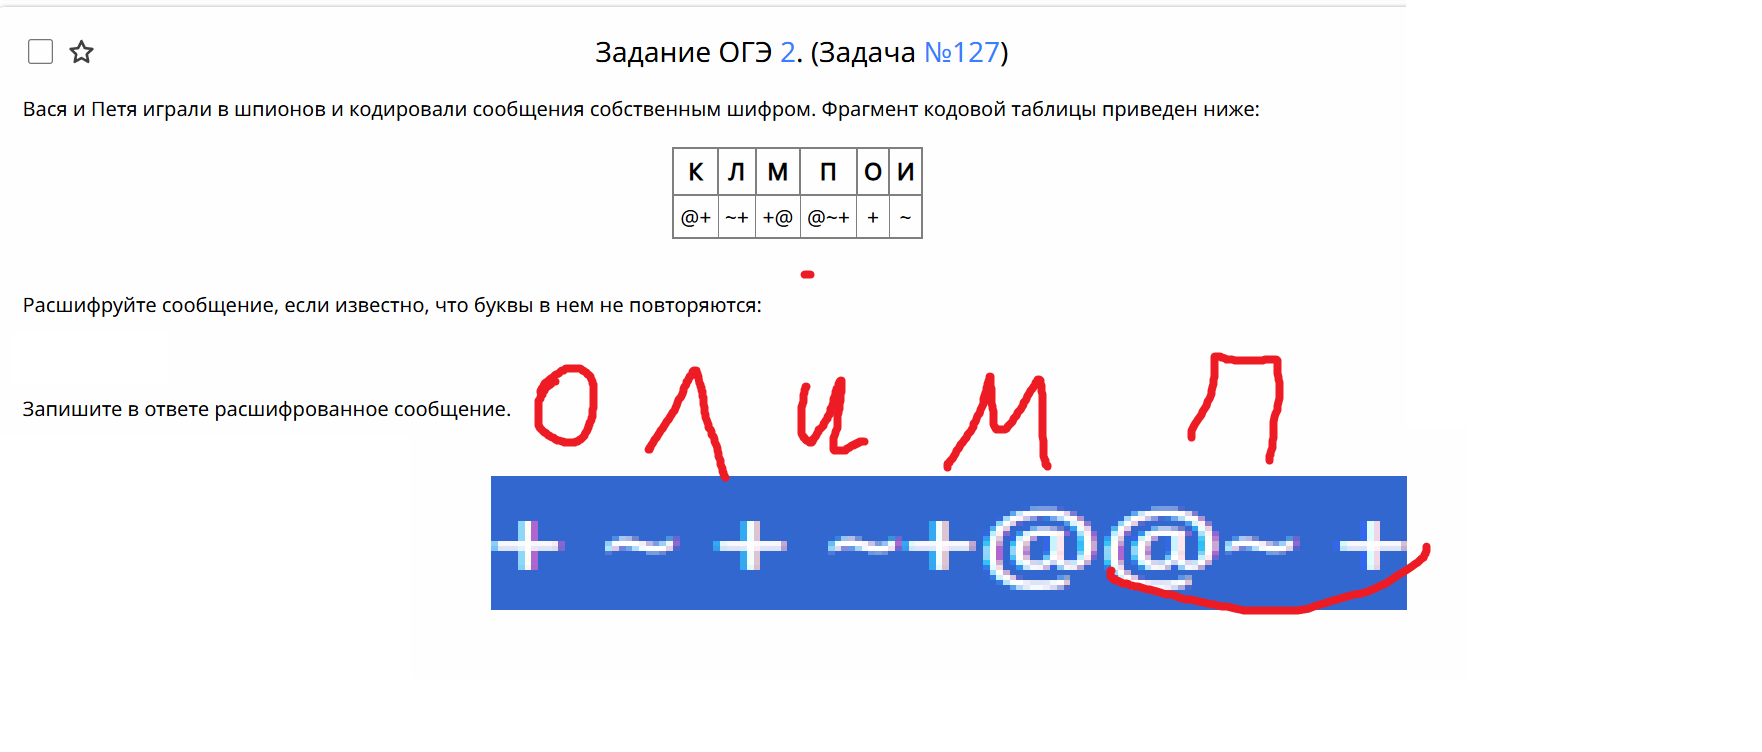 Задание ОГЭ 2. (Задача №127)
Вася и Петя играли в шпионов и кодировали сообщения собственным шифром. Фрагмент кодовой таблицы приведен ниже:
К Л М П О И
@+ ~+ +@ @~+ + ~
Расшифруйте сообщение, если известно, что буквы в нем не повторяются:
Запишите в ответе расшифрованное сообщение.
О Л и М П
+ ~ + ~+@@~ +